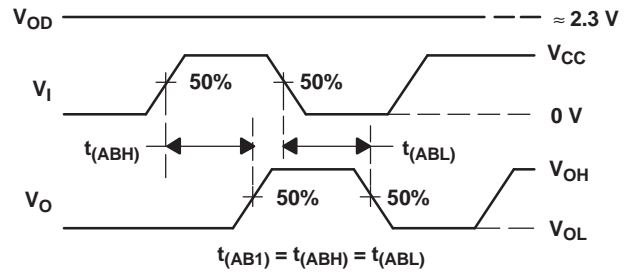 VOD ≈ 2.3 V
VCC
50% 50%
VI
0 V
t(ABH) t(ABL)
VOH
50% 50%
VO
VOL
t(AB1) = t(ABH) = t(ABL)